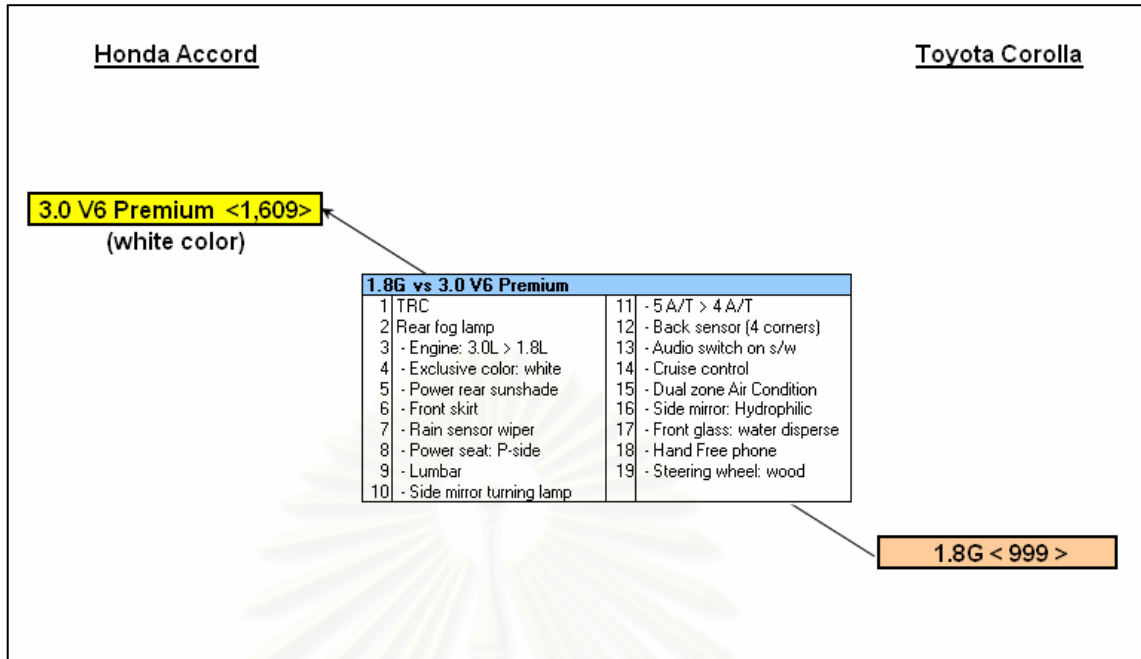 Honda Accord
Toyota Corolla
3.0 V6 Premium <1,609>
(white color)
1.8G vs 3.0 V6 Premium
1 TRC
2 Rear fog lamp
3 - Engine: 3.0L > 1.8L
4 - Exclusive color: white
5 - Power rear sunshade
6 - Front skirt
7 - Rain sensor wiper
8 - Power seat: P-side
9 - Lumbar
10 - Side mirror turning lamp
11 - 5 A/T > 4 A/T
12 - Back sensor (4 corners)
13 - Audio switch on s/w
14 - Cruise control
15 - Dual zone Air Condition
16 - Side mirror: Hydrophilic
17 - Front glass: water disperse
18 - Hand Free phone
19 - Steering wheel: wood
1.8G < 999 >